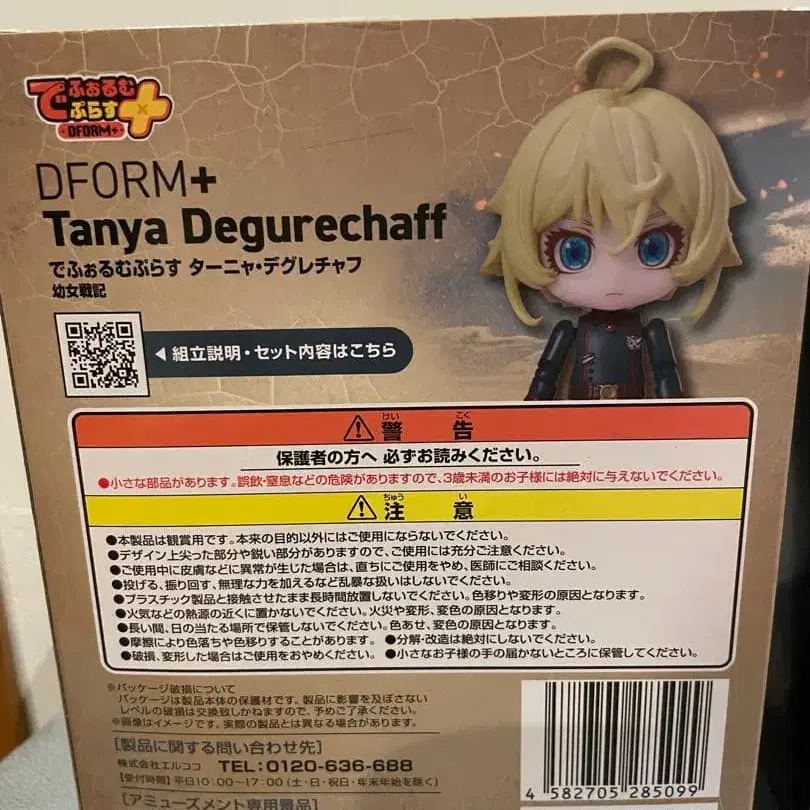 でふぉるむ
ぷらす
DFORM+
DFORM+
Tanya Degurechaff
でふぉるむぷらす ターニャ・デグレチャフ
幼女戦記
◀ 組立説明・セット内容はこちら
⚠ 警告
けい こく
保護者の方へ 必ずお読みください。
●小さな部品があります。誤飲・窒息などの危険がありますので、3歳未満のお子様には絶対に与えないでください。
⚠ 注意
ちゅう い
●本製品は観賞用です。本来の目的以外にはご使用にならないでください。
●デザイン上尖った部分や鋭い部分がありますので、ご使用には充分ご注意ください。
●ご使用中に皮膚などに異常が生じた場合は、直ちにご使用をやめ、医師にご相談ください。
●投げる、振り回す、無理な力を加えるなど乱暴な扱いはしないでください。
●プラスチック製品と接触させたまま長時間放置しないでください。色移りや変形の原因となります。
●火気などの熱源の近くに置かないでください。火災や変形、変色の原因となります。
●長い間、日の当たる場所で保管しないでください。色あせ、変色の原因となります。
●摩擦により色落ちや色移りすることがあります。 ●分解・改造は絶対にしないでください。
●破損、変形した場合はご使用をおやめください。 ●小さなお子様の手の届かないところに保管してください。
※パッケージ破損について
パッケージは製品本体の保護材です。製品に影響を及ぼさない
レベルの破損は交換致しかねますので、予めご了承ください。
※画像はイメージです。実際の製品とは異なる場合があります。
[製品に関する問い合わせ先]
株式会社エルココ TEL:0120-636-688
【受付時間】平日10:00~17:00(土・日・祝日・年末年始を除く)
[アミューズメント専用景品]
4 582705 285099